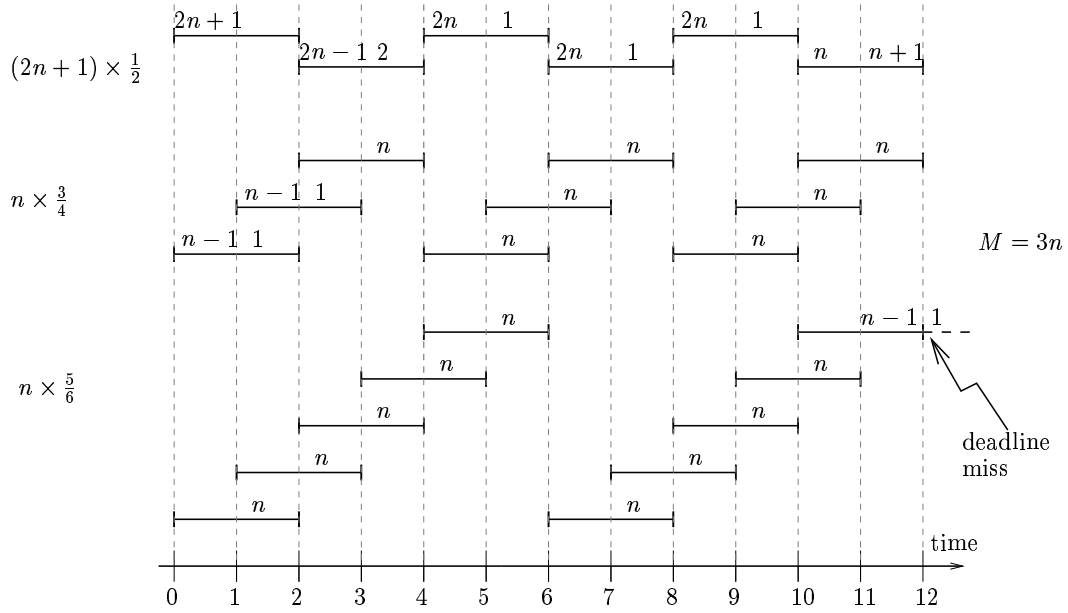 2n + 1 2n 1 2n 1
(2n + 1) × 1/2 2n − 1 2 2n 1 n n + 1
n n n
n × 3/4 n − 1 1 n n
n − 1 1 n n M = 3n
n n − 1 1
n × 5/6 n n
n n
deadline
miss
n n
n n
time
0 1 2 3 4 5 6 7 8 9 10 11 12